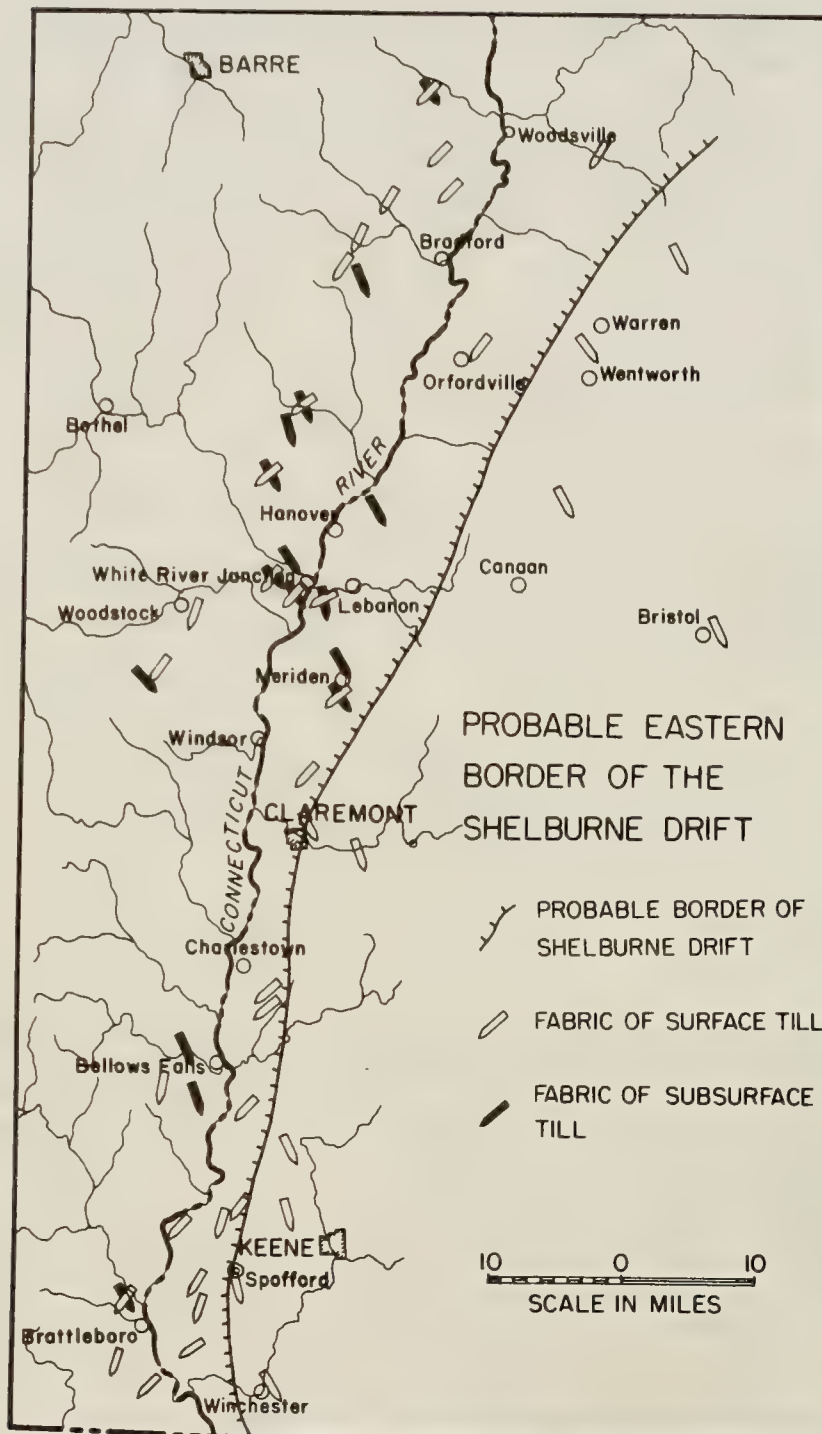 BARRE
Woodsville
Bradford
Warren
Orfordville
Wentworth
Bethel
RIVER
Hanover
White River Junction
Canaan
Woodstock
Lebanon
Bristol
Meriden
PROBABLE EASTERN
BORDER OF THE
SHELBURNE DRIFT
Windsor
CONNECTICUT
CLAREMONT
PROBABLE BORDER OF
SHELBURNE DRIFT
Charlestown
FABRIC OF SURFACE TILL
Bellows Falls
FABRIC OF SUBSURFACE
TILL
KEENE
Spofford
10 0 10
SCALE IN MILES
Brattleboro
Winchester